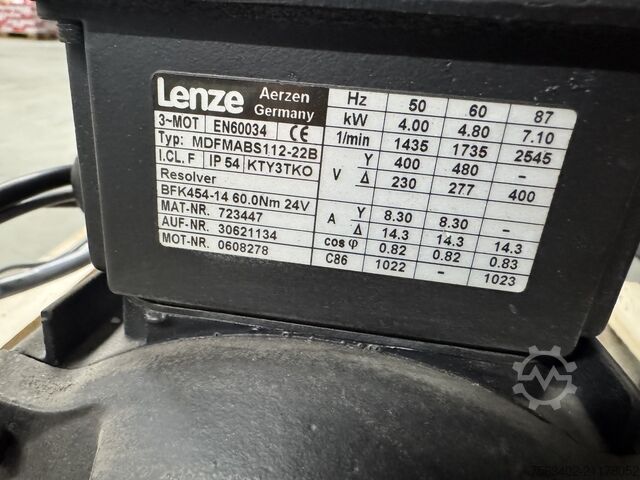 Lenze Aerzen Germany
3~MOT EN60034 CE
Typ: MDFMABS112-22B
I.CL. F IP 54 KTY3TKO
Resolver
BFK454-14 60.0Nm 24V
MAT-NR. 723447
AUF-NR. 30621134
MOT-NR. 0608278
Hz 50 60 87
kW 4.00 4.80 7.10
1/min 1435 1735 2545
V Y 400 480 -
Δ 230 277 400
A Y 8.30 8.30 -
Δ 14.3 14.3 14.3
cos φ 0.82 0.82 0.83
C86 1022 - 1023